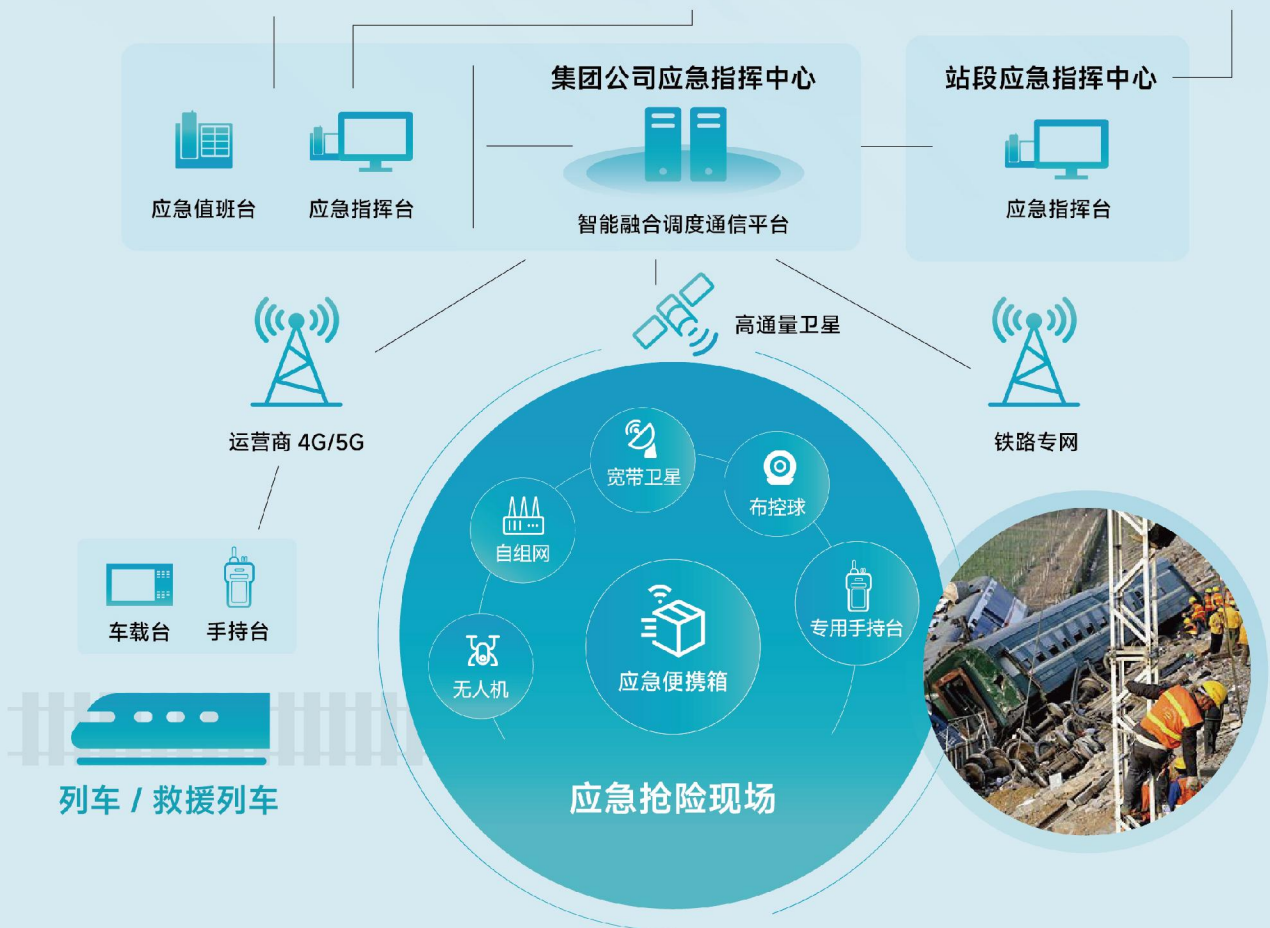 集团公司应急指挥中心
站段应急指挥中心
应急值班台
应急指挥台
智能融合调度通信平台
应急指挥台
高通量卫星
运营商 4G/5G
铁路专网
宽带卫星
布控球
自组网
车载台
手持台
专用手持台
无人机
应急便携箱
列车 / 救援列车
应急抢险现场